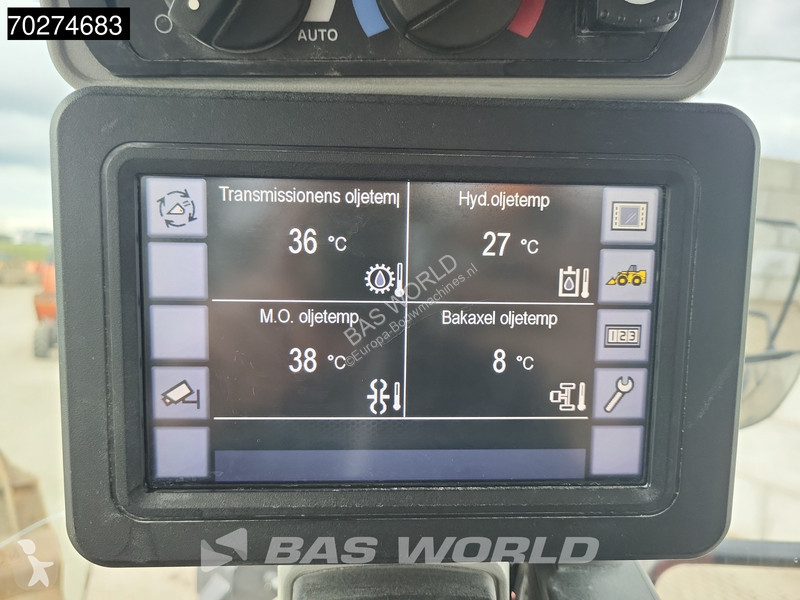 70274683
AUTO
Transmissionens oljetemp
36 °C
Hyd.oljetemp
27 °C
M.O. oljetemp
38 °C
Bakaxel oljetemp
8 °C
123
BAS WORLD
©Europa-Bouwmachines.nl
BAS WORLD